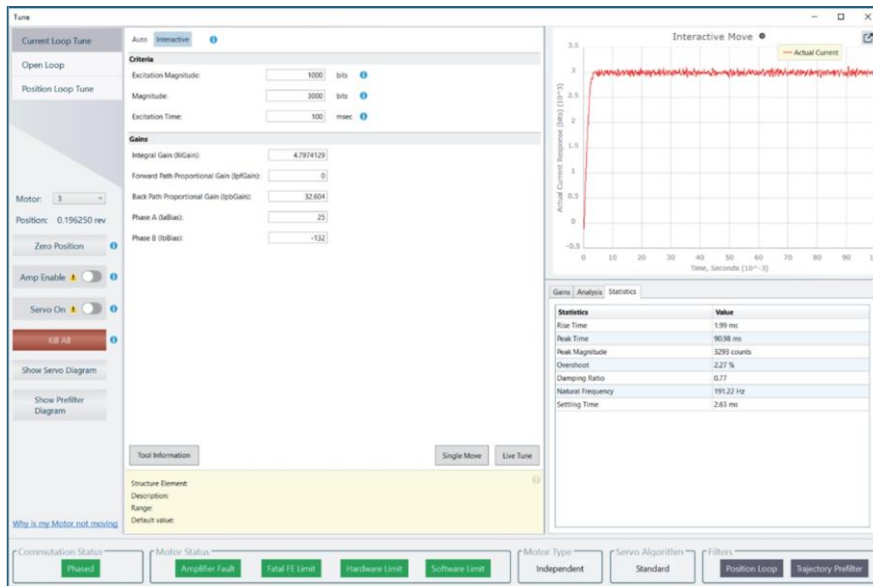 Tune
Current Loop Tune
Open Loop
Position Loop Tune
Motor: 3
Position: 0.196250 rev
Zero Position
Amp Enable
Servo On
Kill All
Show Servo Diagram
Show Prefilter
Diagram
Why is my Motor not moving
Auto Interactive
Criteria
Excitation Magnitude: 1000 bits
Magnitude: 3000 bits
Excitation Time: 100 msec
Gains
Integral Gain (IiGain): 4.7974129
Forward Path Proportional Gain (IpfGain): 0
Back Path Proportional Gain (IpbGain): 32.604
Phase A (IaBias): 25
Phase B (IbBias): -132
Tool Information Single Move Live Tune
Structure Element:
Description:
Range:
Default value:
Interactive Move
Actual Current
Actual Current Response (bits) (10^3)
3.5
3
2.5
2
1.5
1
0.5
0
-0.5
0 10 20 30 40 50 60 70 80 90
Time, Seconds (10^-3)
Gains Analysis Statistics
Statistics Value
Rise Time 1.99 ms
Peak Time 90.98 ms
Peak Magnitude 3293 counts
Overshoot 2.27 %
Damping Ratio 0.77
Natural Frequency 191.22 Hz
Settling Time 2.63 ms
Commutation Status
Phased
Motor Status
Amplifier Fault Fatal FE Limit Hardware Limit Software Limit
Motor Type
Independent
Servo Algorithm
Standard
Filters
Position Loop Trajectory Prefilter